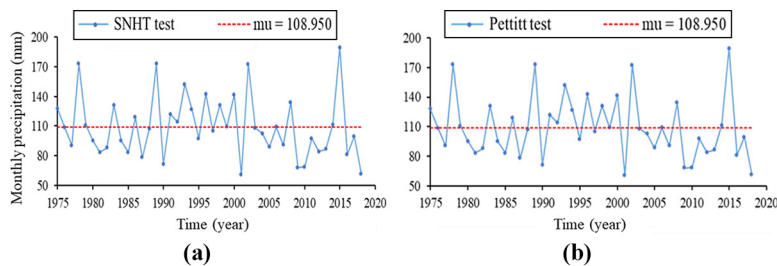 SNHT test mu = 108.950
Monthly precipitation (mm)
200
170
140
110
80
50
1975 1980 1985 1990 1995 2000 2005 2010 2015 2020
Time (year)
(a)
Pettitt test mu = 108.950
200
170
140
110
80
50
1975 1980 1985 1990 1995 2000 2005 2010 2015 2020
Time (year)
(b)